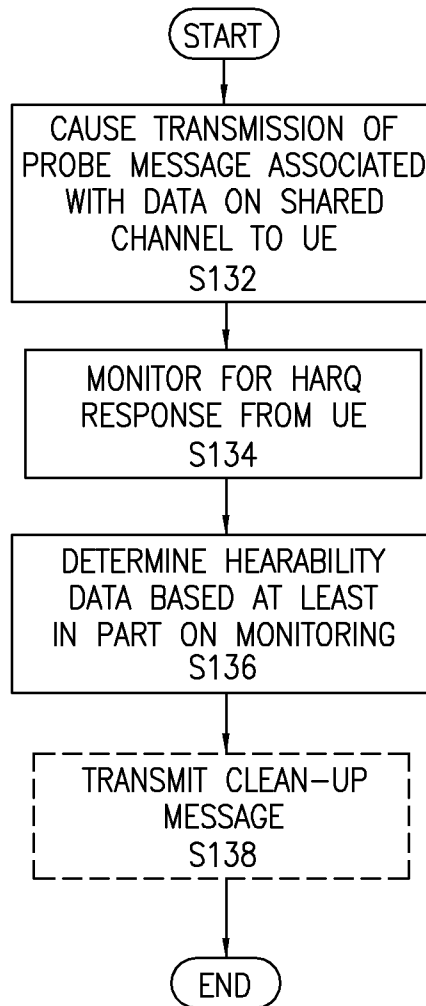 START
CAUSE TRANSMISSION OF
PROBE MESSAGE ASSOCIATED
WITH DATA ON SHARED
CHANNEL TO UE
S132
MONITOR FOR HARQ
RESPONSE FROM UE
S134
DETERMINE HEARABILITY
DATA BASED AT LEAST
IN PART ON MONITORING
S136
TRANSMIT CLEAN-UP
MESSAGE
S138
END